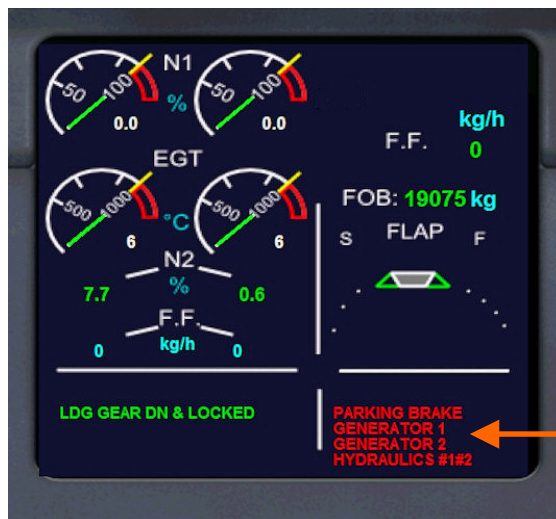 N1
50 100 50 100
0.0 % 0.0
EGT
500 1000 500 1000
6 °C 6
N2
7.7 % 0.6
F.F.
0 kg/h 0
kg/h
F.F. 0
FOB: 19075 kg
S FLAP F
LDG GEAR DN & LOCKED
PARKING BRAKE
GENERATOR 1
GENERATOR 2
HYDRAULICS #1#2